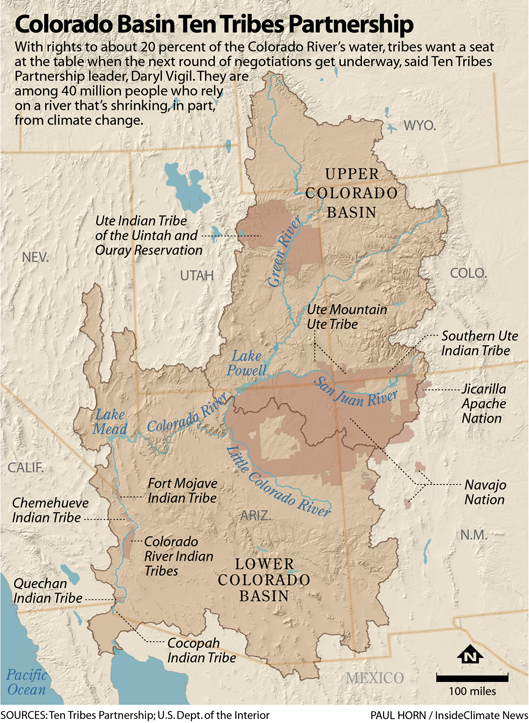 Colorado Basin Ten Tribes Partnership
With rights to about 20 percent of the Colorado River's water, tribes want a seat
at the table when the next round of negotiations get underway, said Ten Tribes
Partnership leader, Daryl Vigil. They are
among 40 million people who rely
on a river that's shrinking, in part,
from climate change.
WYO.
UPPER
COLORADO
BASIN
Ute Indian Tribe
of the Uintah and
Ouray Reservation
Green River
NEV.
UTAH
COLO.
Ute Mountain
Ute Tribe
Southern Ute
Indian Tribe
Lake
Powell
San Juan River
Jicarilla
Apache
Nation
Lake
Mead
Colorado River
Little Colorado River
CALIF.
Fort Mojave
Indian Tribe
Navajo
Nation
Chemehueve
Indian Tribe
ARIZ.
N.M.
Colorado
River Indian
Tribes
LOWER
COLORADO
BASIN
Quechan
Indian Tribe
Cocopah
Indian Tribe
Pacific
Ocean
MEXICO
N
100 miles
SOURCES: Ten Tribes Partnership; U.S. Dept. of the Interior
PAUL HORN / InsideClimate News